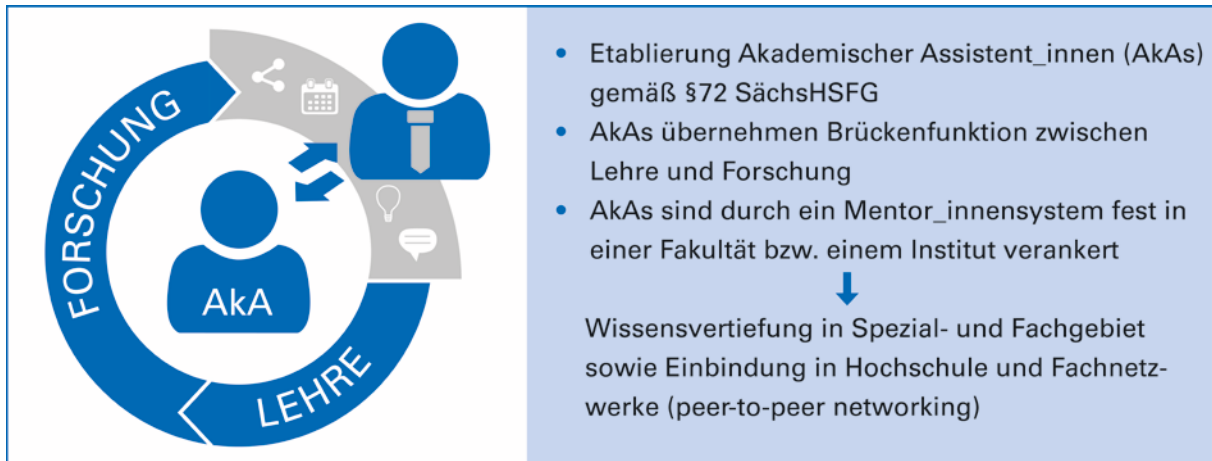 FORSCHUNG
AkA
LEHRE
• Etablierung Akademischer Assistent_innen (AkAs)
gemäß §72 SächsHSFG
• AkAs übernehmen Brückenfunktion zwischen
Lehre und Forschung
• AkAs sind durch ein Mentor_innensystem fest in
einer Fakultät bzw. einem Institut verankert
Wissensvertiefung in Spezial- und Fachgebiet
sowie Einbindung in Hochschule und Fachnetz-
werke (peer-to-peer networking)